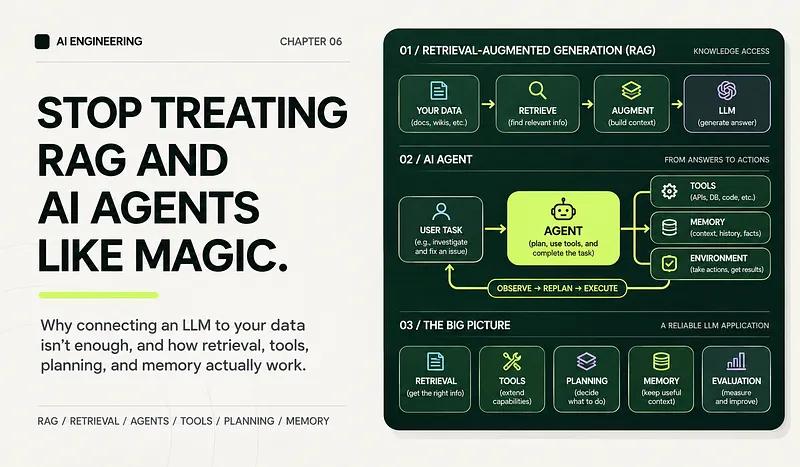 AI ENGINEERING
CHAPTER 06
STOP TREATING
RAG AND
AI AGENTS
LIKE MAGIC.
Why connecting an LLM to your data
isn't enough, and how retrieval, tools,
planning, and memory actually work.
RAG / RETRIEVAL / AGENTS / TOOLS / PLANNING / MEMORY
01 / RETRIEVAL-AUGMENTED GENERATION (RAG)
KNOWLEDGE ACCESS
YOUR DATA
(docs, wikis, etc.)
RETRIEVE
(find relevant info)
AUGMENT
(build context)
LLM
(generate answer)
02 / AI AGENT
FROM ANSWERS TO ACTIONS
USER TASK
(e.g., investigate
and fix an issue)
AGENT
(plan, use tools, and
complete the task)
TOOLS
(APIs, DB, code, etc.)
MEMORY
(context, history, facts)
ENVIRONMENT
(take actions, get results)
OBSERVE → REPLAN → EXECUTE
03 / THE BIG PICTURE
A RELIABLE LLM APPLICATION
RETRIEVAL
(get the right info)
TOOLS
(extend
capabilities)
PLANNING
(decide
what to do)
MEMORY
(keep useful
context)
EVALUATION
(measure
and improve)